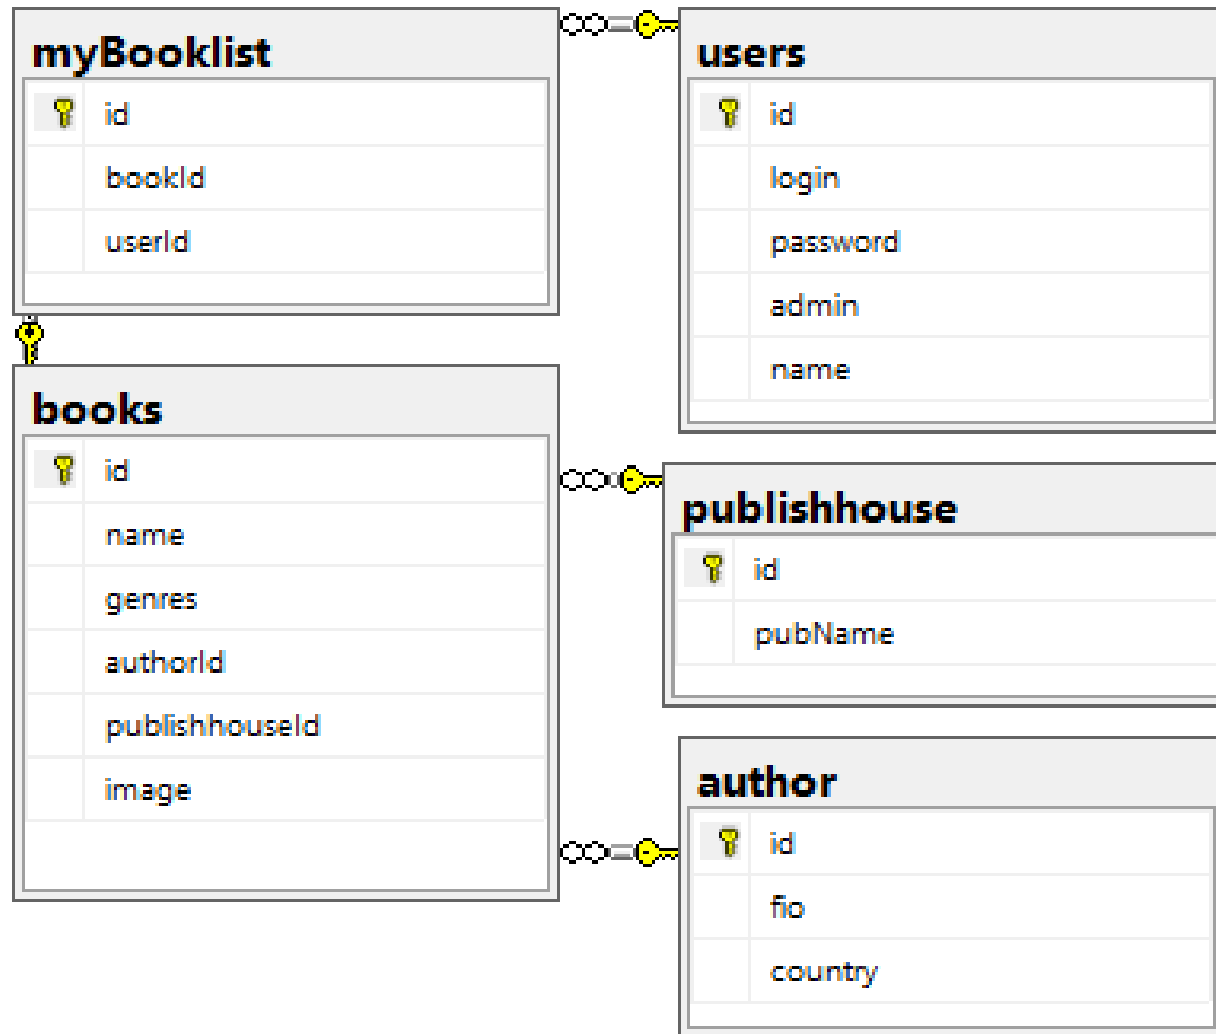 myBooklist
id
bookId
userId
users
id
login
password
admin
name
books
id
name
genres
authorId
publishhouseId
image
publishhouse
id
pubName
author
id
fio
country